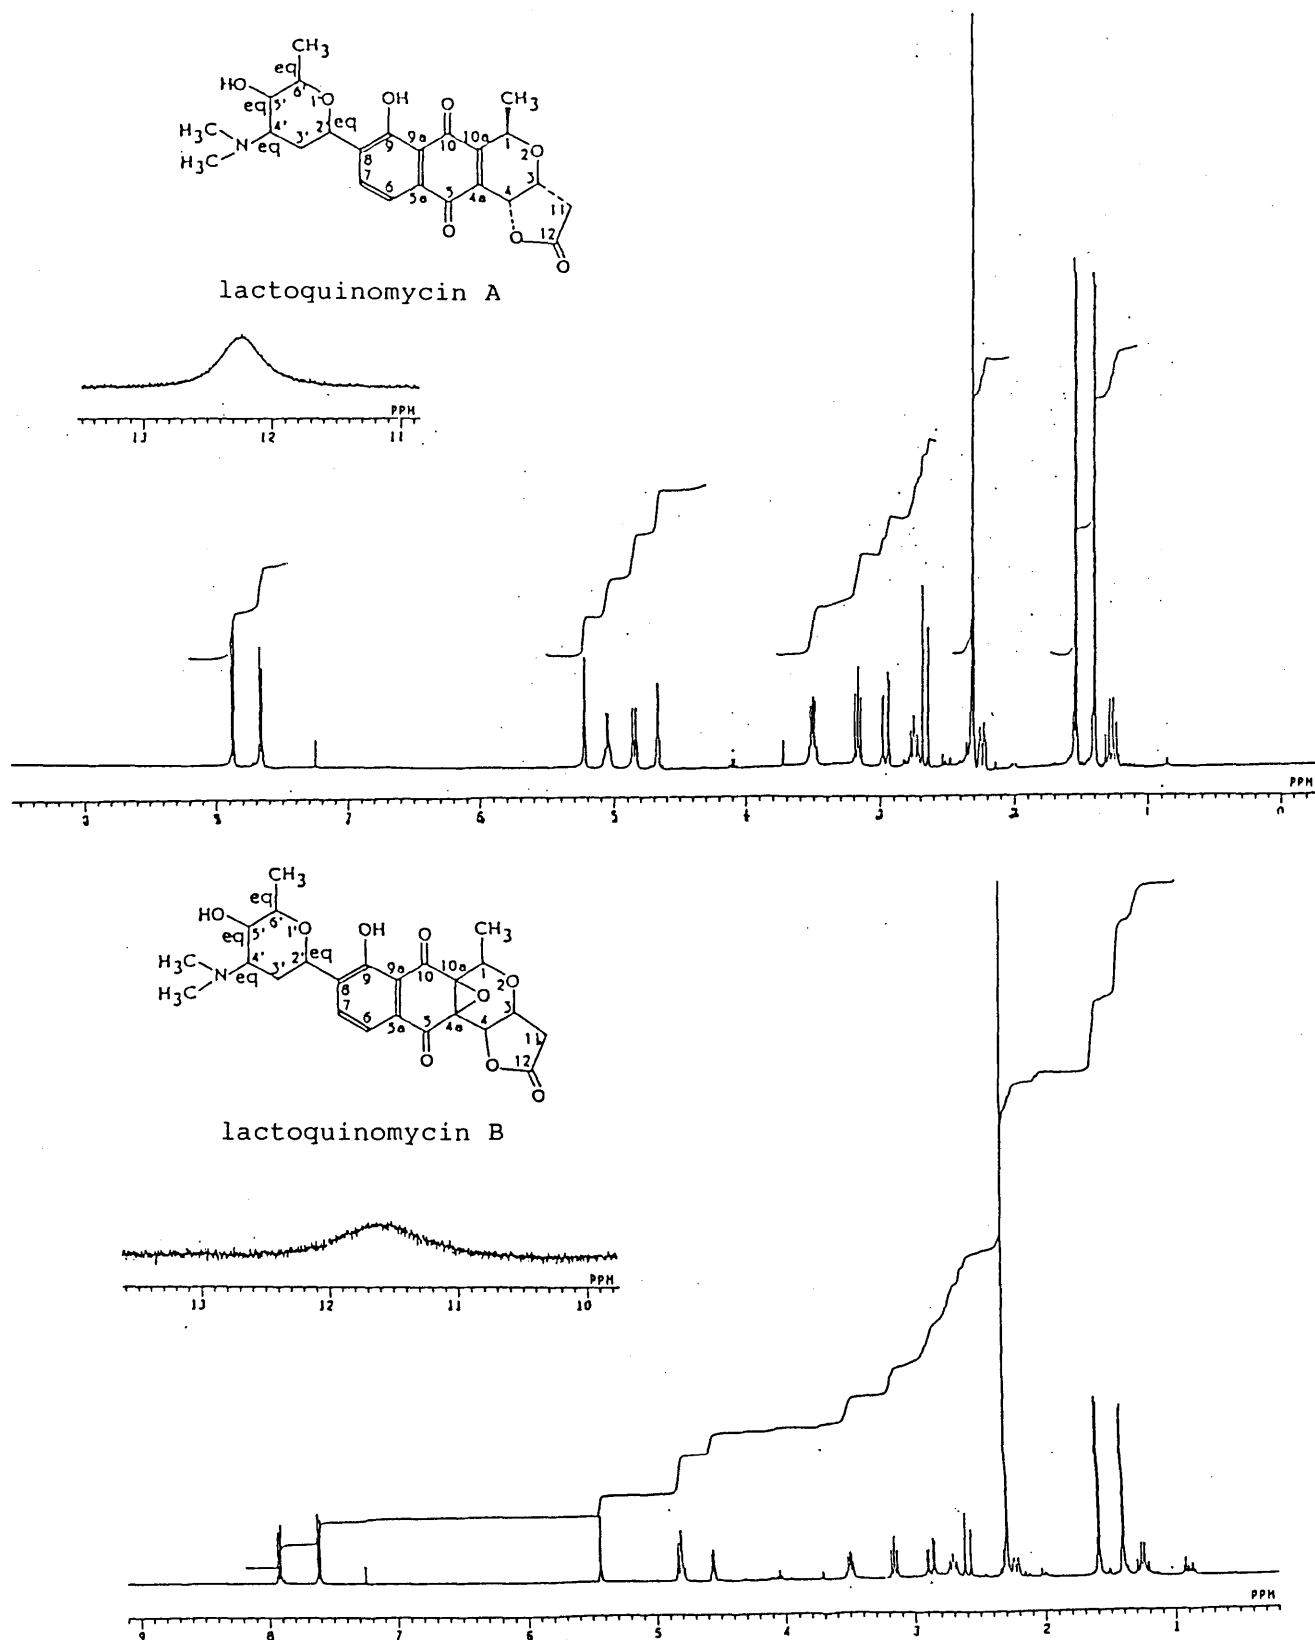 CH3
eq
6'
HO
eq
5'
1'
O
4'
3'
2'
eq
H3C
N
eq
H3C
OH
O
CH3
9a
10
10a
1
9
8
O
2
7
6
5a
5
4a
4
3
11
O
O
12
O
lactoquinomycin A
PPM
13 12 11
PPM
9 8 7 6 5 4 3 2 1 0
CH3
eq
6'
HO
eq
5'
1'
O
4'
3'
2'
eq
H3C
N
eq
H3C
OH
O
CH3
9a
10
10a
9
8
O
2
O
7
6
5a
5
4a
4
3
11
O
O
12
O
lactoquinomycin B
PPM
13 12 11 10
PPM
9 8 7 6 5 4 3 2 1